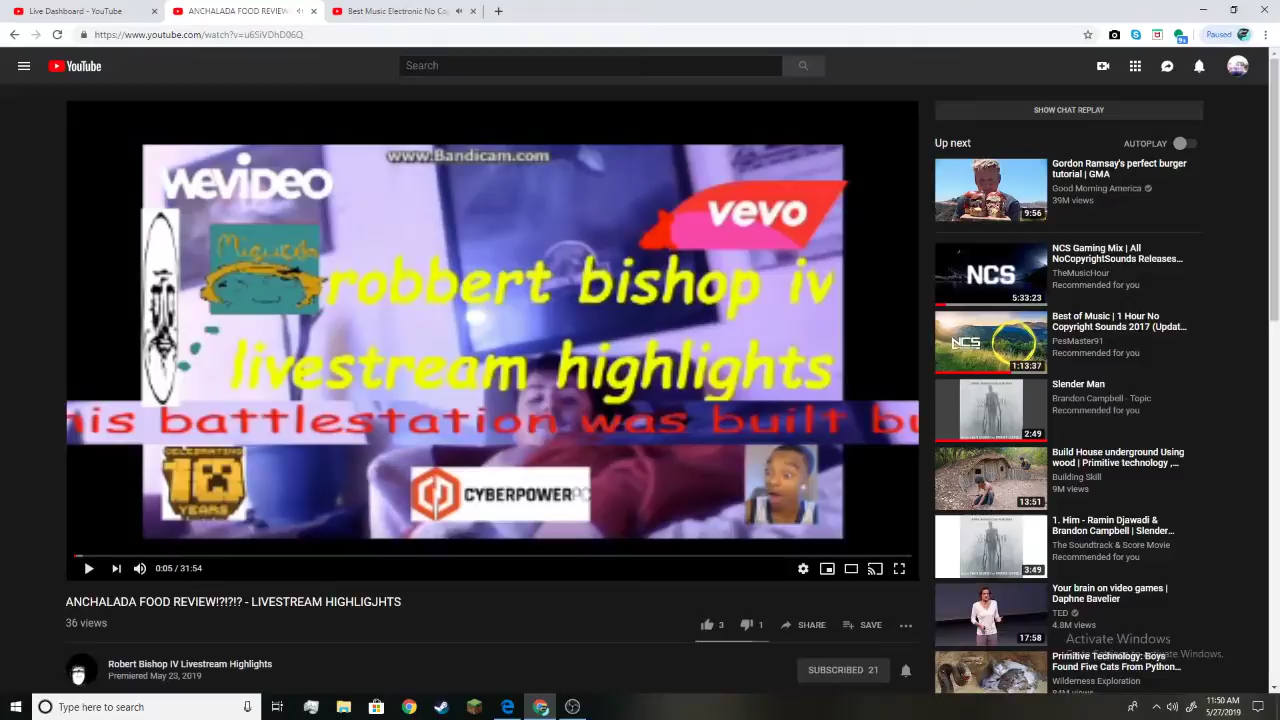 Live Dashboard - YouTube
ANCHALADA FOOD REVIEW
Best Music Electronic No Co
https://www.youtube.com/watch?v=u6SiVDhD06Q
Paused
YouTube
Search
www.Bandicam.com
WeVideo
vevo
robert bishop iv
livestream highlights
his battlestation was built
CELEBRATING
10
YEARS
CYBERPOWERPC
0:05 / 31:54
ANCHALADA FOOD REVIEW!?!?!? - LIVESTREAM HIGHLIGJHTS
36 views
3
1
SHARE
SAVE
Robert Bishop IV Livestream Highlights
Premiered May 23, 2019
SUBSCRIBED 21
SHOW CHAT REPLAY
Up next
AUTOPLAY
Gordon Ramsay's perfect burger
tutorial | GMA
Good Morning America
39M views
9:56
NCS Gaming Mix | All
NoCopyrightSounds Releases...
TheMusicHour
Recommended for you
NCS
5:33:23
Best of Music | 1 Hour No
Copyright Sounds 2017 (Updat...
PesMaster91
Recommended for you
NCS
1:13:37
Slender Man
Brandon Campbell - Topic
Recommended for you
2:49
Build House underground Using
wood | Primitive technology ,...
Building Skill
9M views
13:51
1. Him - Ramin Djawadi &
Brandon Campbell | Slender...
The Soundtrack & Score Movie
Recommended for you
3:49
Your brain on video games |
Daphne Bavelier
TED
4.8M views
17:58
Activate Windows
Primitive Technology: Boys
Found Five Cats From Python...
Wilderness Exploration
Type here to search
11:50 AM
5/27/2019